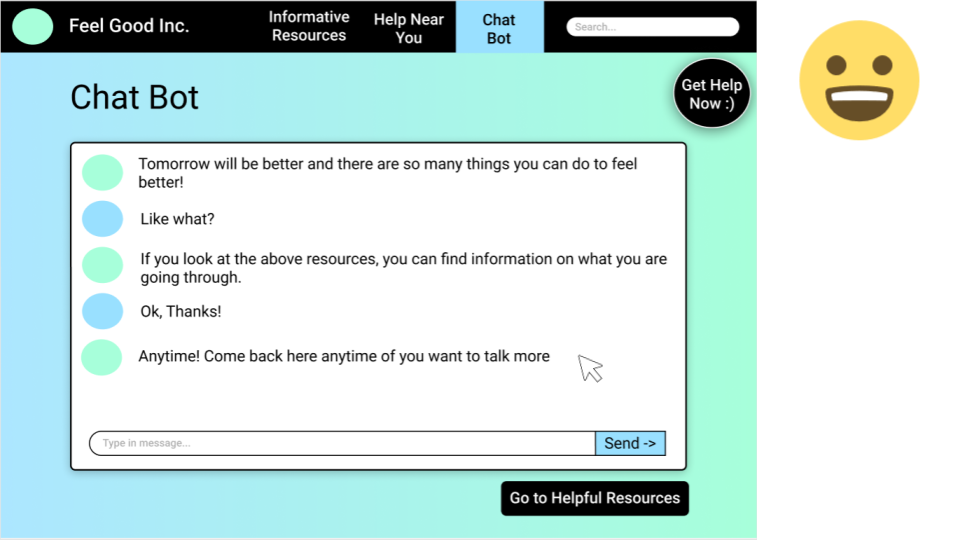 Feel Good Inc.
Informative
Resources
Help Near
You
Chat
Bot
Search...
Get Help
Now :)
Chat Bot
Tomorrow will be better and there are so many things you can do to feel
better!
Like what?
If you look at the above resources, you can find information on what you are
going through.
Ok, Thanks!
Anytime! Come back here anytime of you want to talk more
Type in message...
Send ->
Go to Helpful Resources